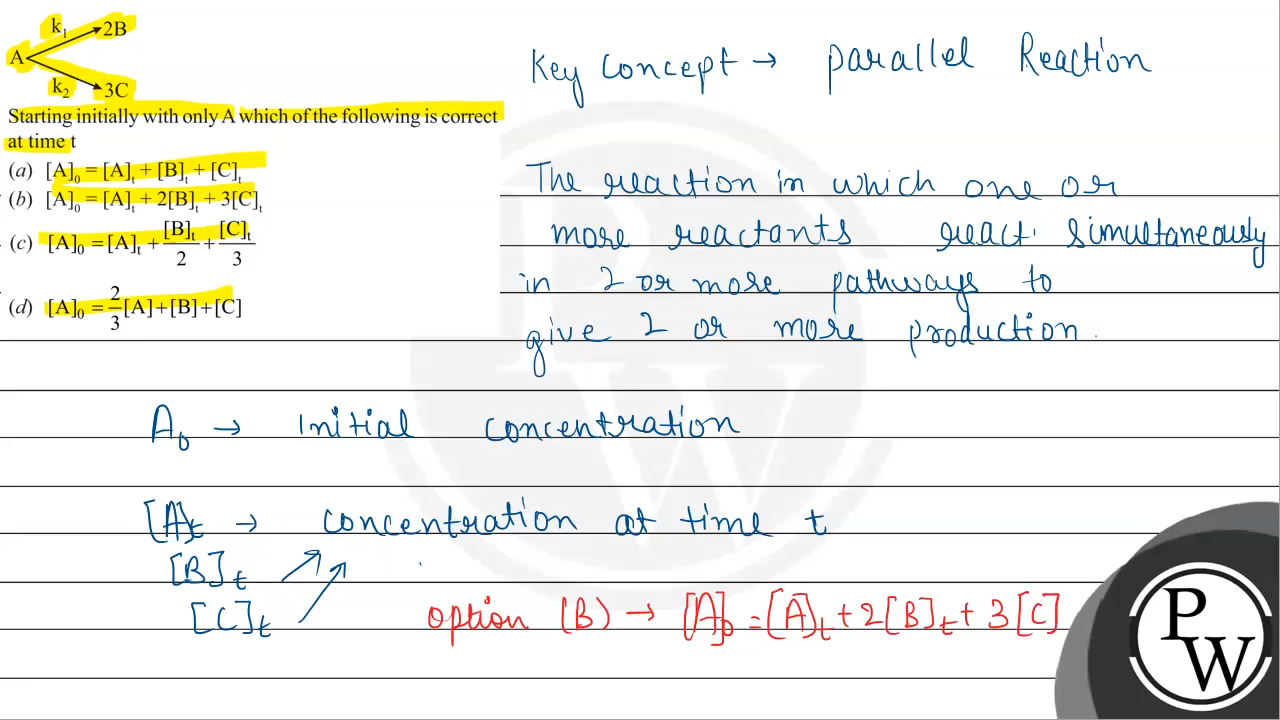 k₁
2B
A
k₂
3C
Starting initially with only A which of the following is correct
at time t
(a) [A]₀ = [A]ₜ + [B]ₜ + [C]ₜ
(b) [A]₀ = [A]ₜ + 2[B]ₜ + 3[C]ₜ
(c) [A]₀ = [A]ₜ + [B]ₜ/2 + [C]ₜ/3
(d) [A]₀ = 2/3[A]+[B]+[C]
Key concept → parallel Reaction
The reaction in which one or
more reactants react simultaneously
in 2 or more pathways to
give 2 or more production.
A₀ → Initial concentration
[A]ₜ → concentration at time t
[B]ₜ
[C]ₜ
option (B) → [A]₀ = [A]ₜ + 2[B]ₜ + 3[C]
PW
PW